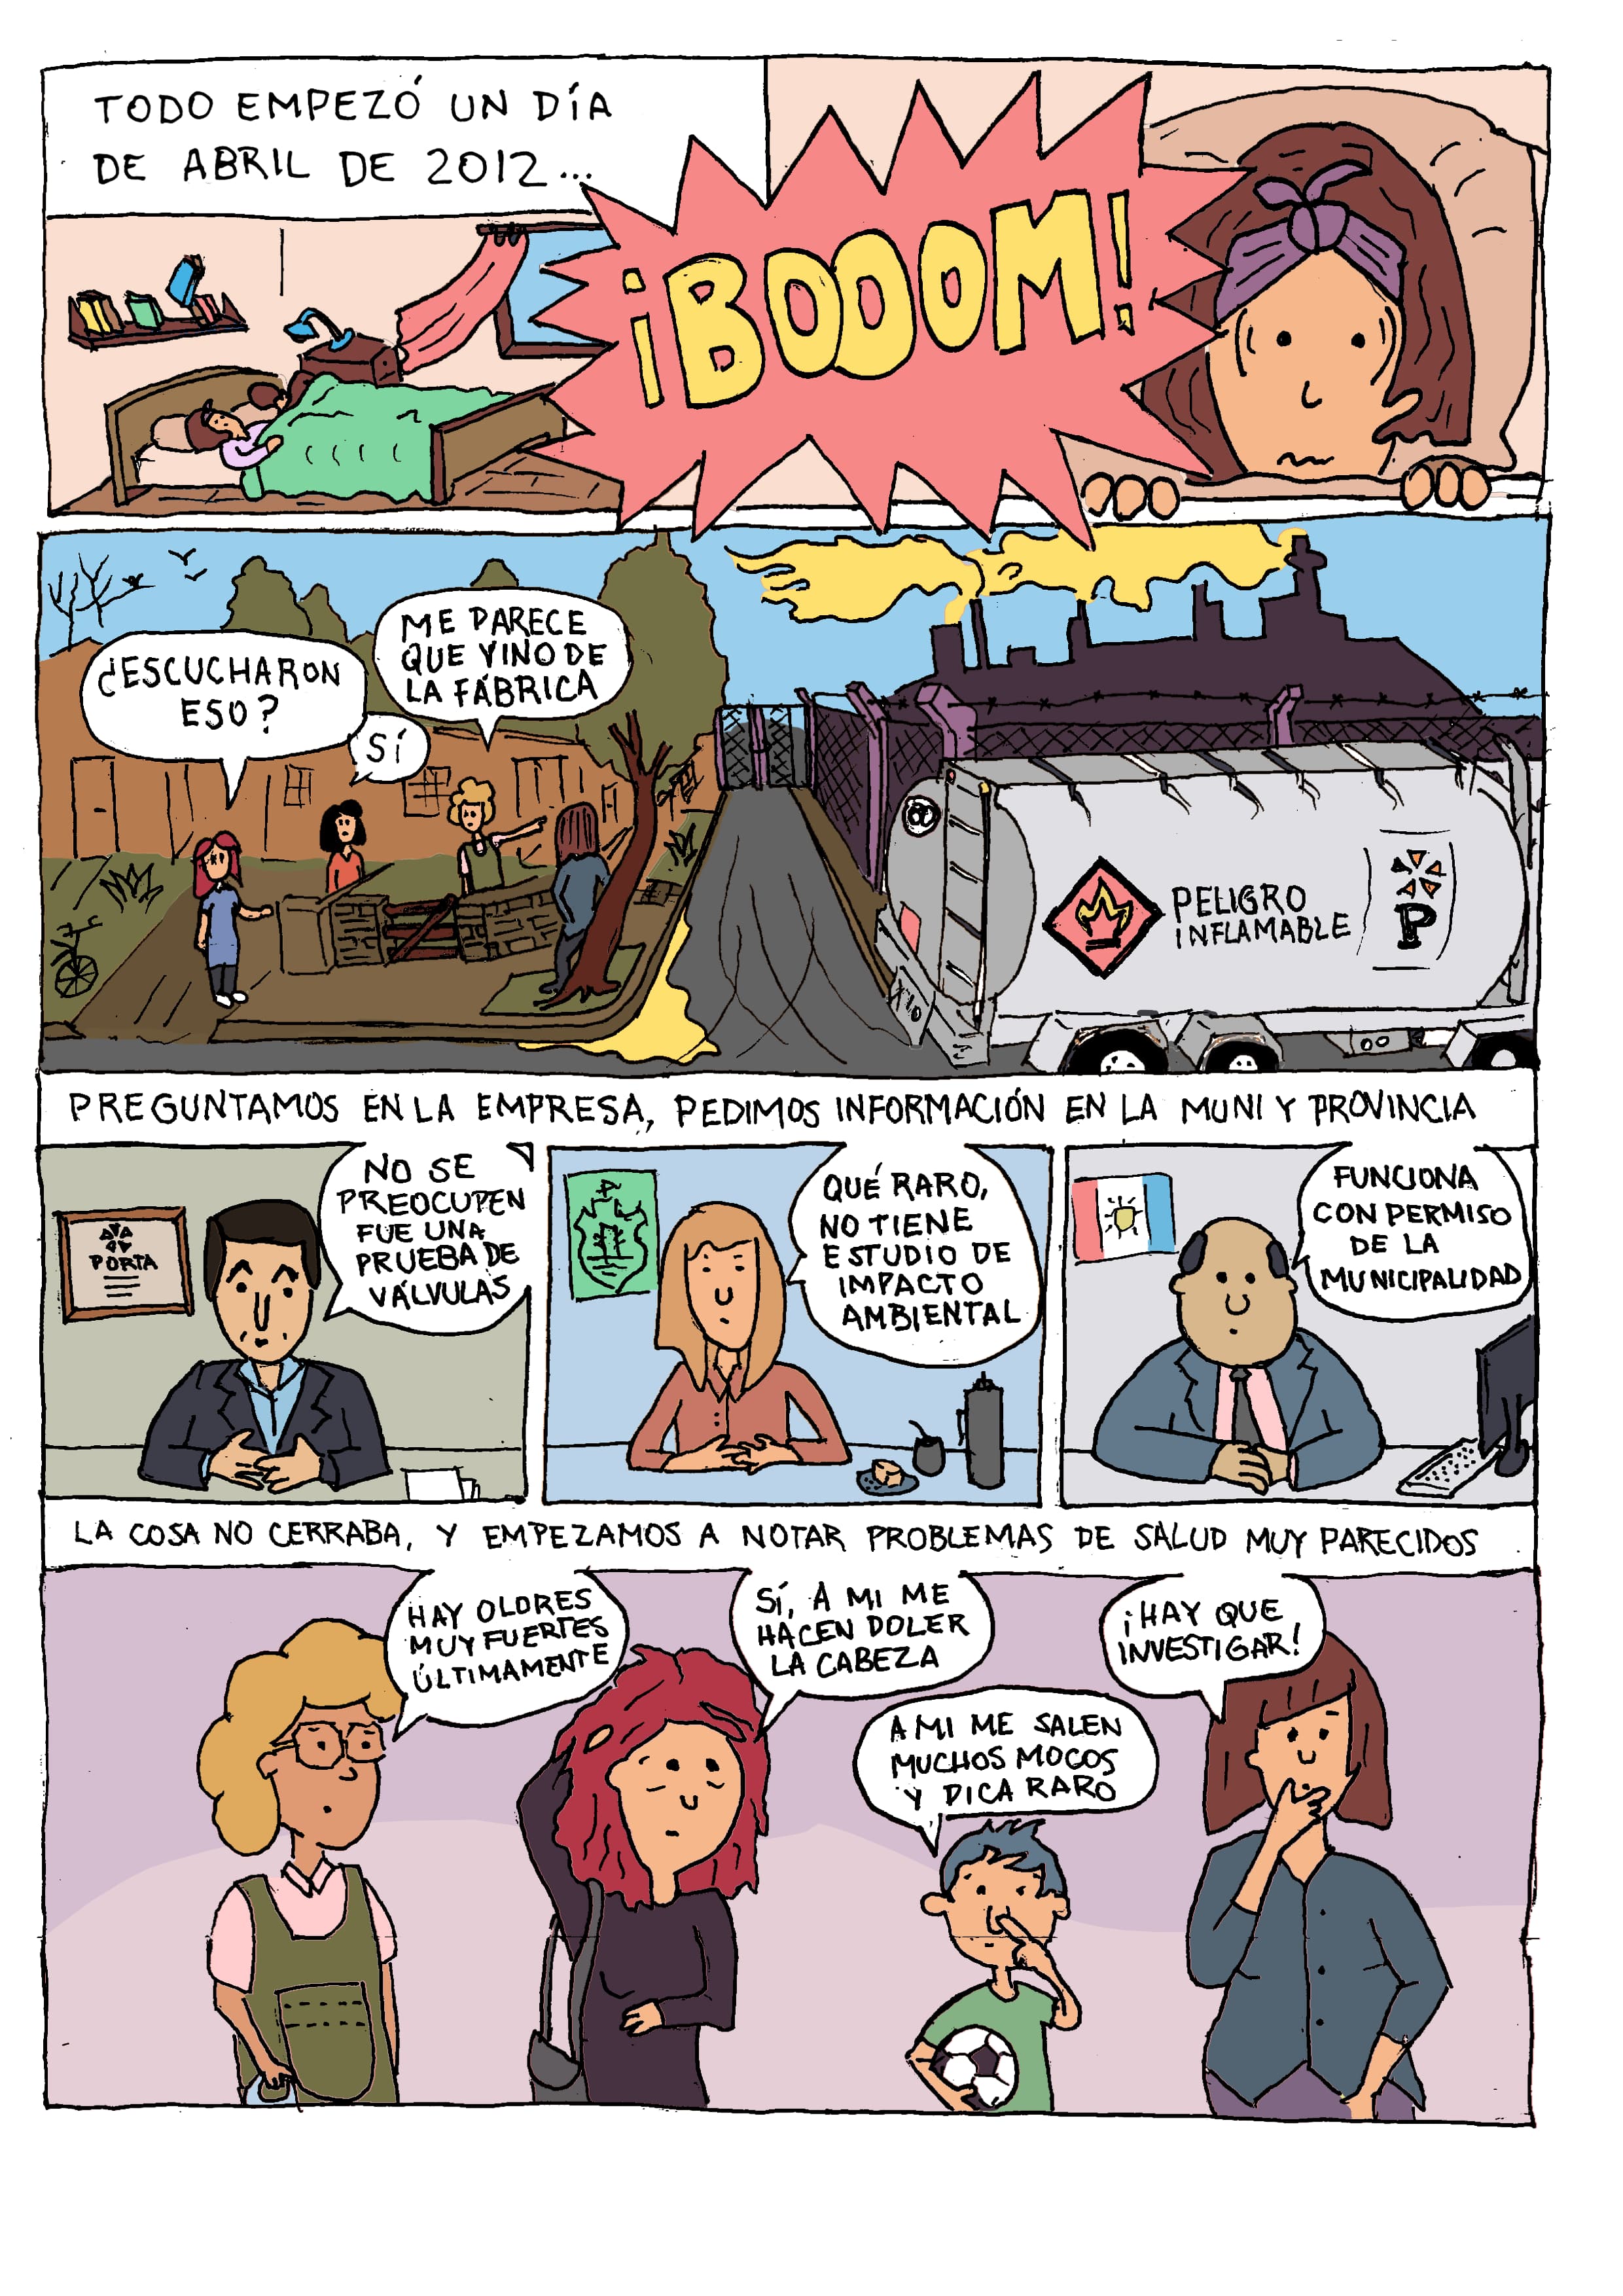 TODO EMPEZÓ UN DÍA
DE ABRIL DE 2012...
¡BOOOM!
¿ESCUCHARON
ESO?
SÍ
ME PARECE
QUE VINO DE
LA FÁBRICA
PELIGRO
INFLAMABLE
P
PREGUNTAMOS EN LA EMPRESA, PEDIMOS INFORMACIÓN EN LA MUNI Y PROVINCIA
NO SE
PREOCUPEN
FUE UNA
PRUEBA DE
VÁLVULAS
PORTA
QUÉ RARO,
NO TIENE
ESTUDIO DE
IMPACTO
AMBIENTAL
FUNCIONA
CON PERMISO
DE LA
MUNICIPALIDAD
LA COSA NO CERRABA, Y EMPEZAMOS A NOTAR PROBLEMAS DE SALUD MUY PARECIDOS
HAY OLORES
MUY FUERTES
ÚLTIMAMENTE
SÍ, A MI ME
HACEN DOLER
LA CABEZA
A MI ME SALEN
MUCHOS MOCOS
Y PICA RARO
¡HAY QUE
INVESTIGAR!